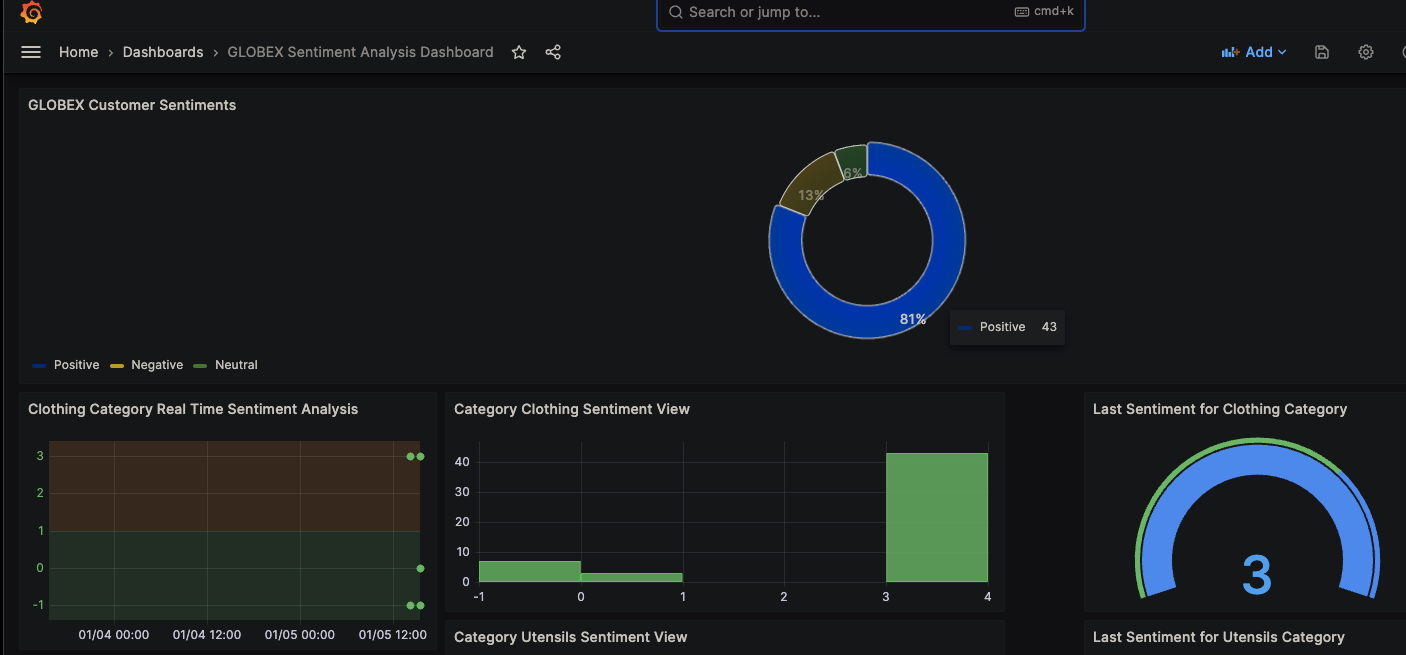 Search or jump to... cmd+k
Home › Dashboards › GLOBEX Sentiment Analysis Dashboard Add
GLOBEX Customer Sentiments
6%
13%
81%
Positive 43
Positive Negative Neutral
Clothing Category Real Time Sentiment Analysis
3
2
1
0
-1
01/04 00:00 01/04 12:00 01/05 00:00 01/05 12:00
Category Clothing Sentiment View
40
30
20
10
0
-1 0 1 2 3 4
Last Sentiment for Clothing Category
3
Category Utensils Sentiment View
Last Sentiment for Utensils Category